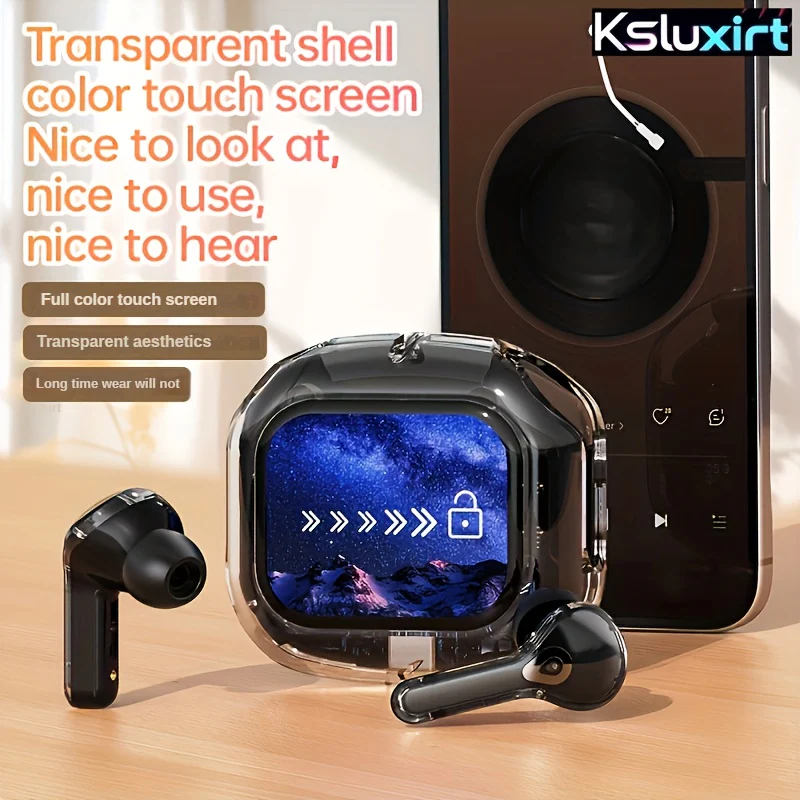 Ksluxirt
Transparent shell
color touch screen
Nice to look at,
nice to use,
nice to hear
Full color touch screen
Transparent aesthetics
Long time wear will not